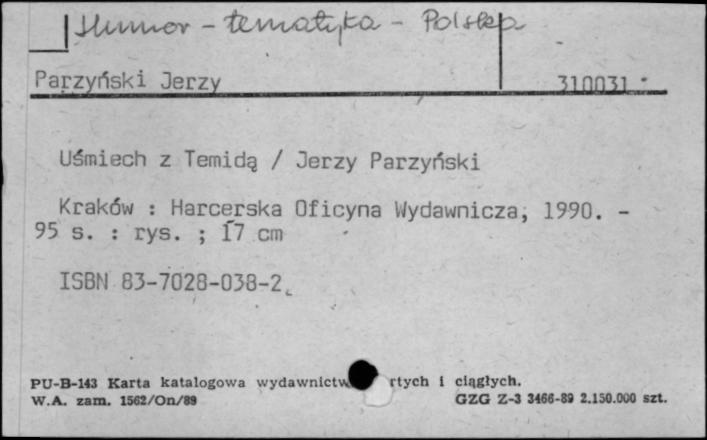 Humor - tematyka - Polska
Parzyński Jerzy 310031
Uśmiech z Temidą / Jerzy Parzyński
Kraków : Harcerska Oficyna Wydawnicza, 1990. -
95 s. : rys. ; 17 cm
ISBN 83-7028-038-2
PU-B-143 Karta katalogowa wydawnictw rtych i ciągłych.
W.A. zam. 1562/On/89 GZG Z-3 3466-89 2.150.000 szt.